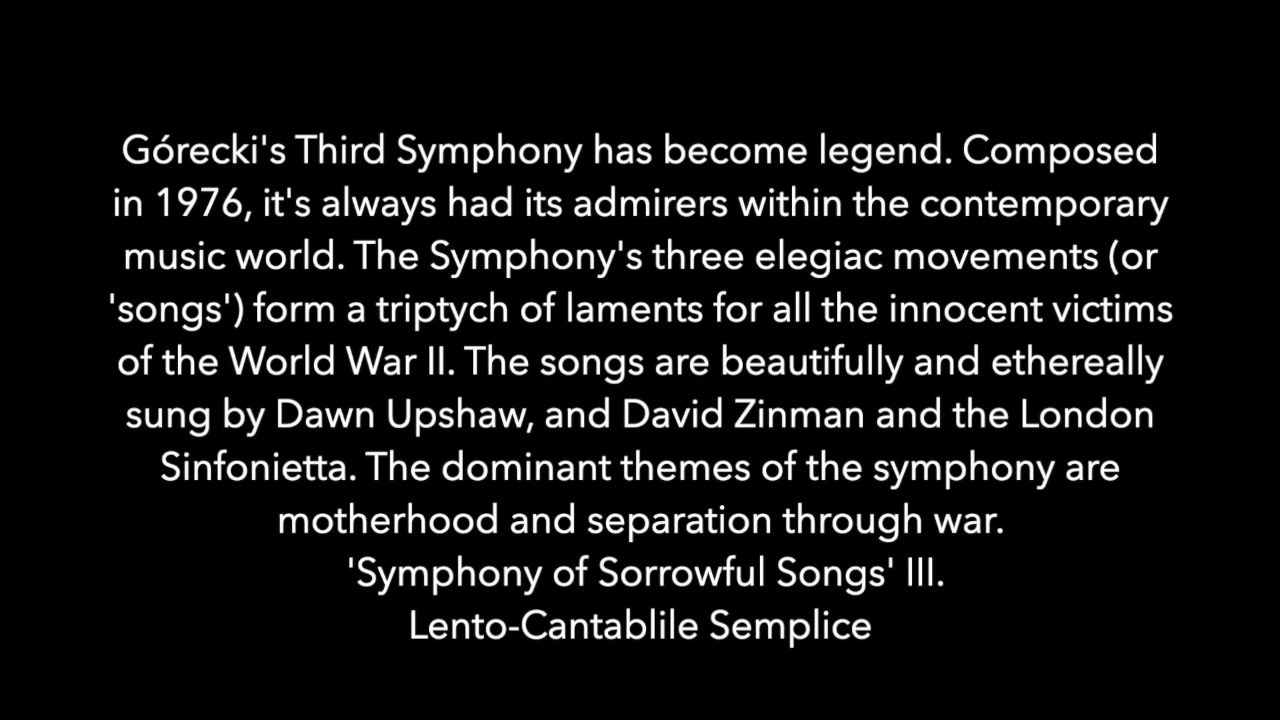 Górecki's Third Symphony has become legend. Composed
in 1976, it's always had its admirers within the contemporary
music world. The Symphony's three elegiac movements (or
'songs') form a triptych of laments for all the innocent victims
of the World War II. The songs are beautifully and ethereally
sung by Dawn Upshaw, and David Zinman and the London
Sinfonietta. The dominant themes of the symphony are
motherhood and separation through war.
'Symphony of Sorrowful Songs' III.
Lento-Cantablile Semplice